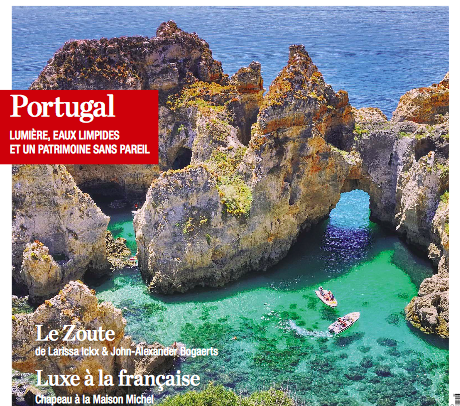 Portugal
LUMIÈRE, EAUX LIMPIDES
ET UN PATRIMOINE SANS PAREIL
Le Zoute
de Larissa Ickx & John-Alexander Bogaerts
Luxe à la française
Chapeau à la Maison Michel